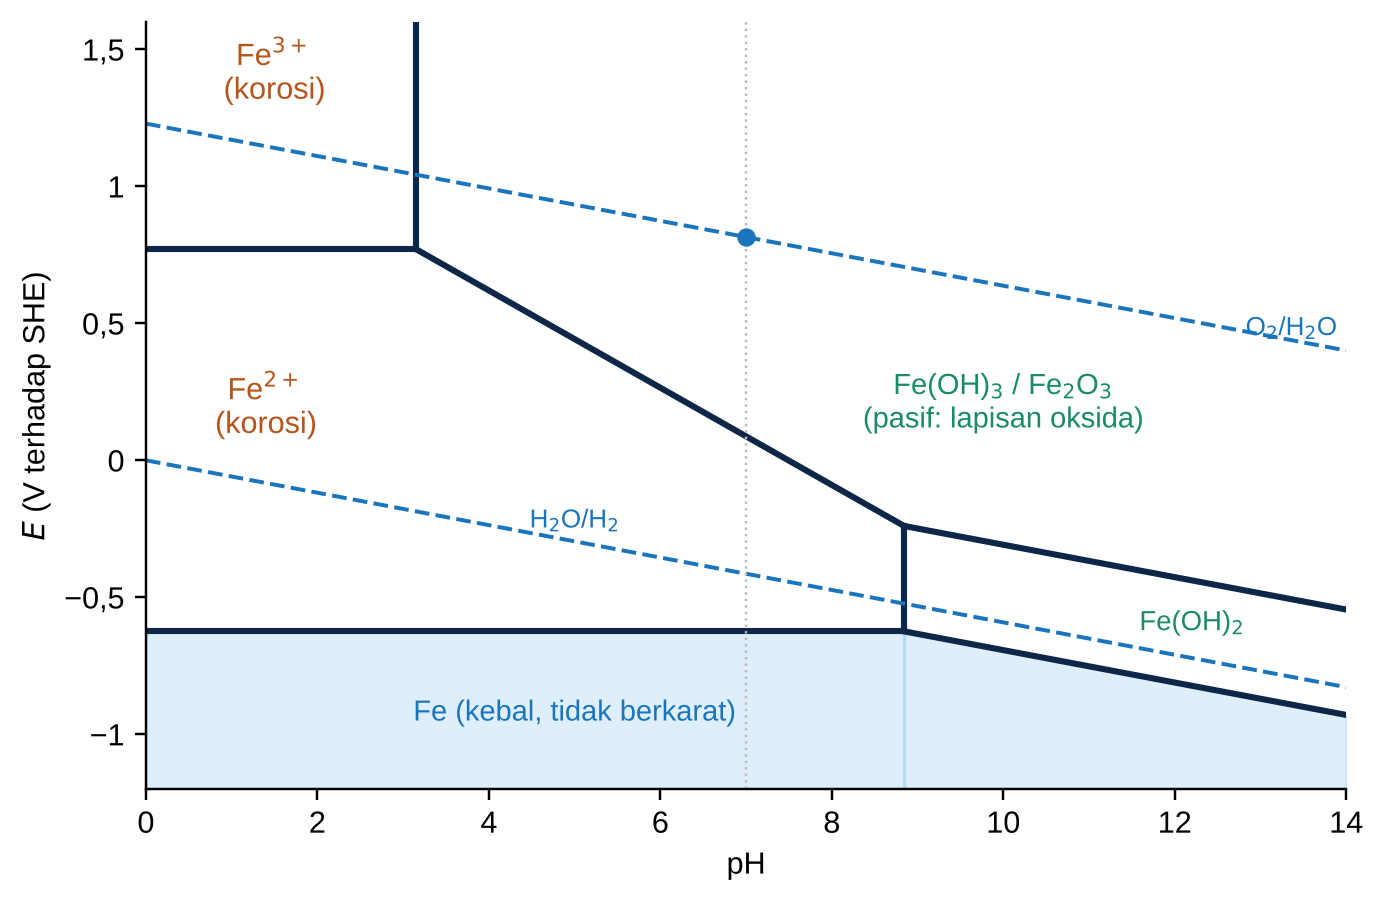 1,5
1
0,5
0
−0,5
−1
E (V terhadap SHE)
Fe³⁺
(korosi)
Fe²⁺
(korosi)
O₂/H₂O
Fe(OH)₃ / Fe₂O₃
(pasif: lapisan oksida)
H₂O/H₂
Fe(OH)₂
Fe (kebal, tidak berkarat)
0 2 4 6 8 10 12 14
pH